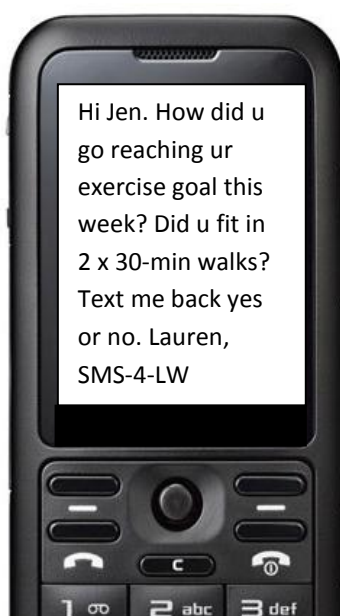 Hi Jen. How did u
go reaching ur
exercise goal this
week? Did u fit in
2 x 30-min walks?
Text me back yes
or no. Lauren,
SMS-4-LW
C
1 2 abc 3 def